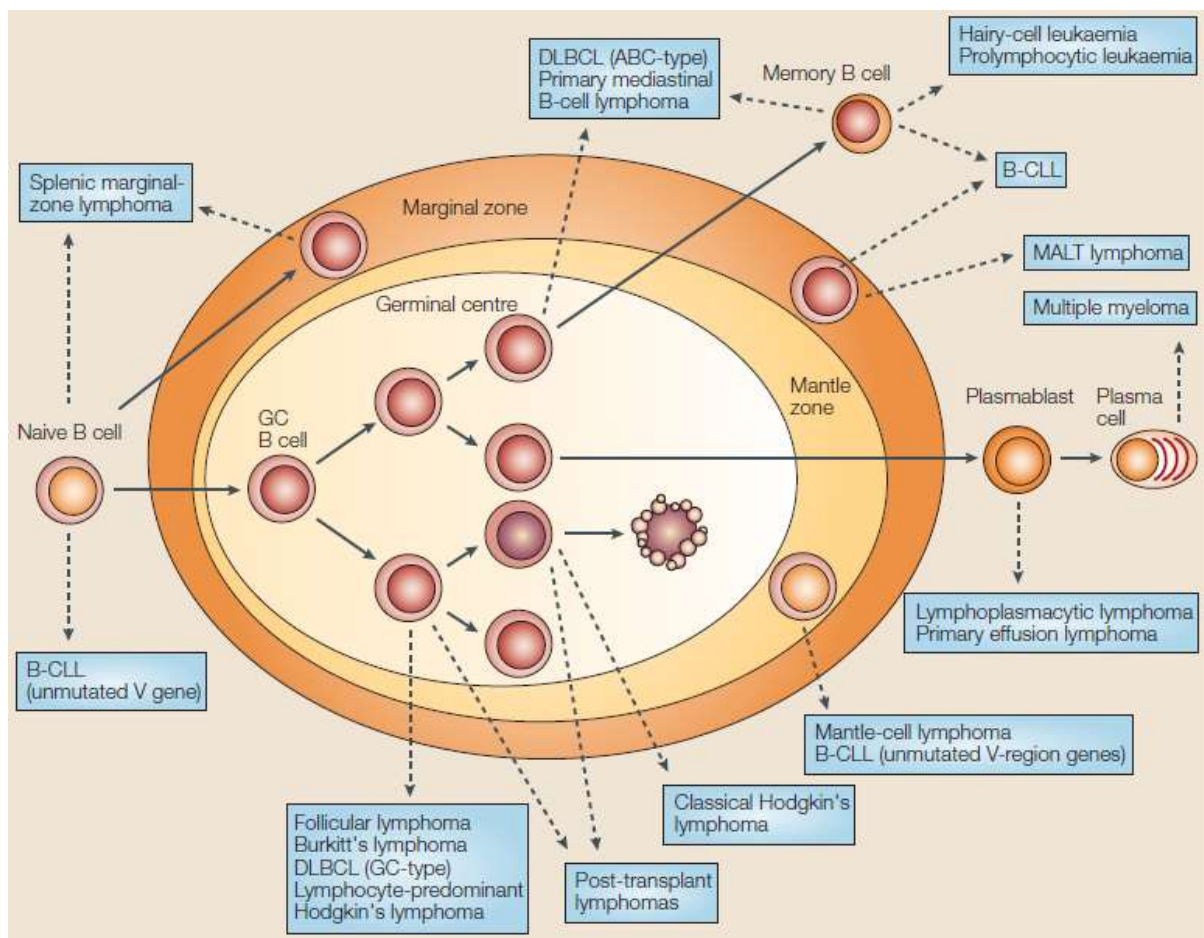 DLBCL (ABC-type)
Primary mediastinal
B-cell lymphoma
Memory B cell
Hairy-cell leukaemia
Prolymphocytic leukaemia
B-CLL
Splenic marginal-
zone lymphoma
Marginal zone
MALT lymphoma
Multiple myeloma
Germinal centre
Mantle
zone
Plasmablast
Plasma
cell
Naive B cell
GC
B cell
Lymphoplasmacytic lymphoma
Primary effusion lymphoma
B-CLL
(unmutated V gene)
Mantle-cell lymphoma
B-CLL (unmutated V-region genes)
Classical Hodgkin's
lymphoma
Follicular lymphoma
Burkitt's lymphoma
DLBCL (GC-type)
Lymphocyte-predominant
Hodgkin's lymphoma
Post-transplant
lymphomas